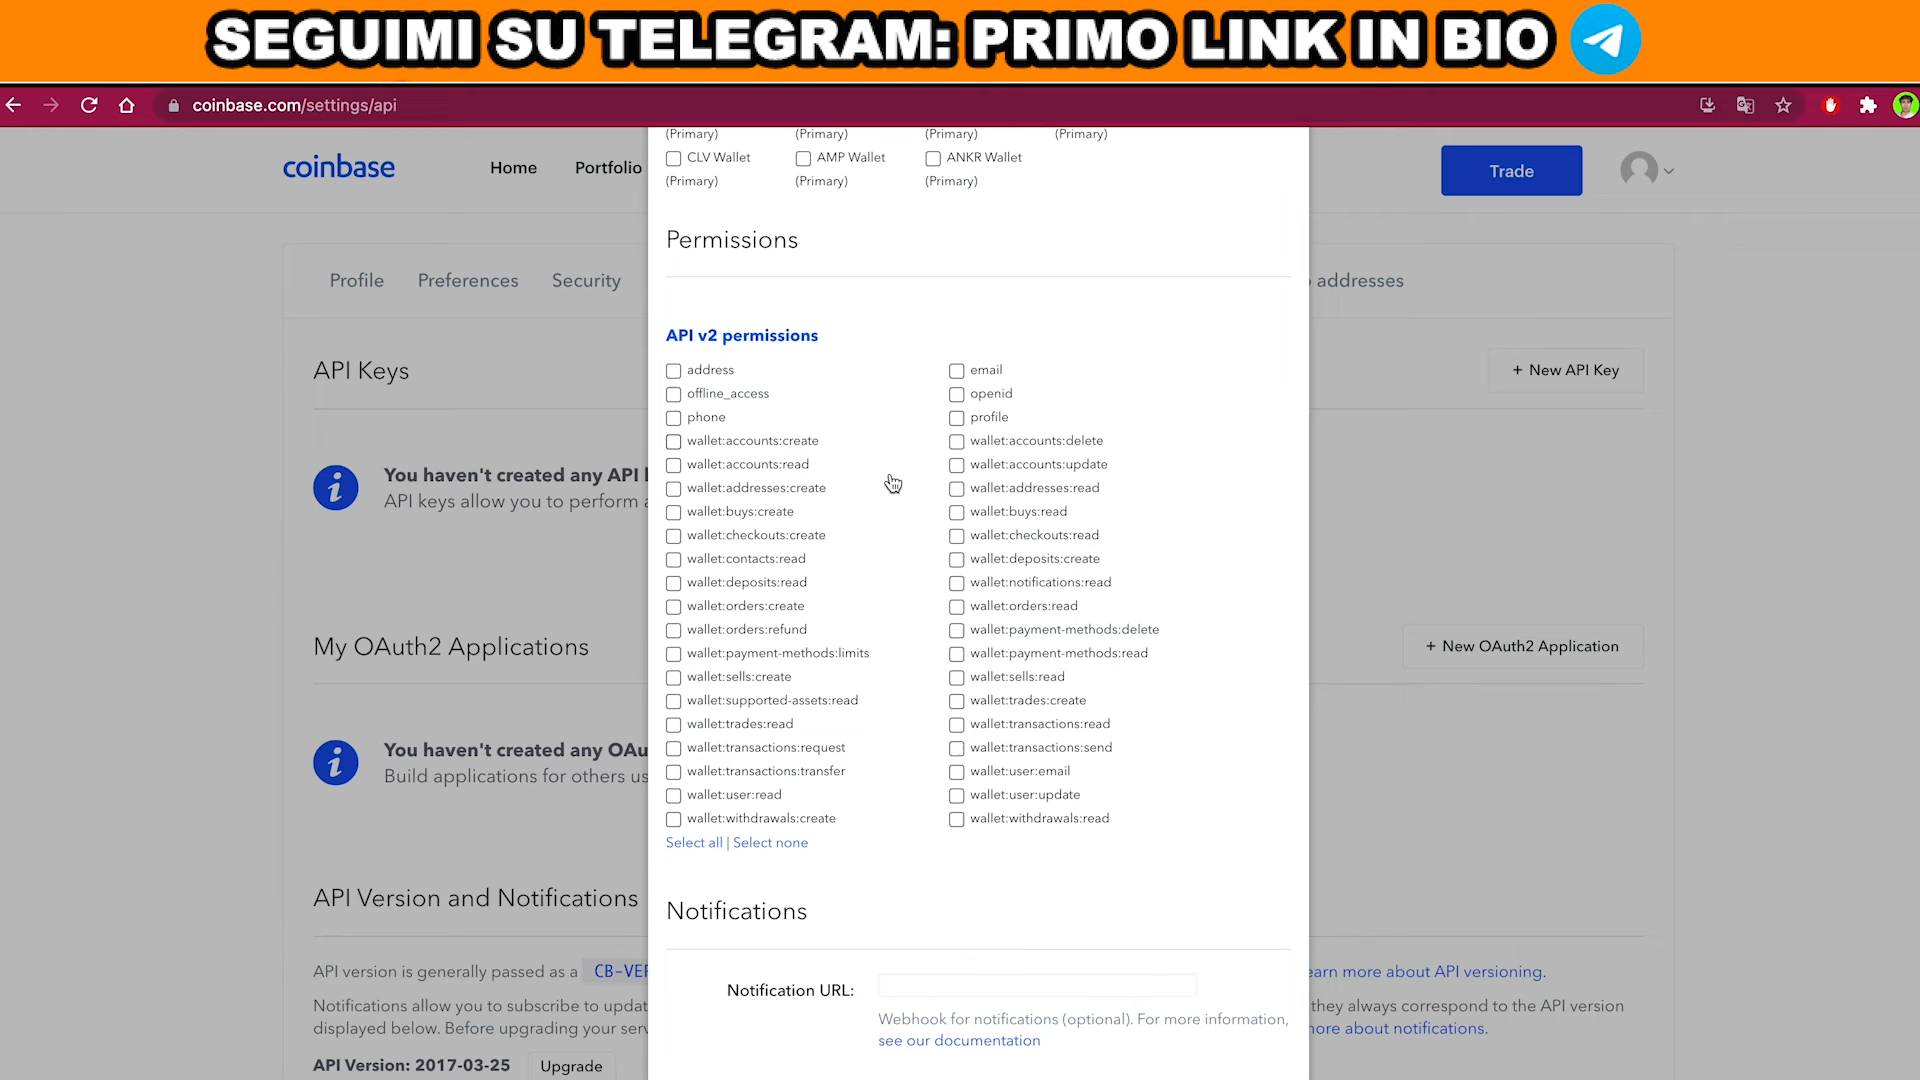 SEGUIMI SU TELEGRAM: PRIMO LINK IN BIO
coinbase.com/settings/api
(Primary) (Primary) (Primary) (Primary)
CLV Wallet AMP Wallet ANKR Wallet
(Primary) (Primary) (Primary)
coinbase Home Portfolio Trade
Permissions
Profile Preferences Security addresses
API v2 permissions
API Keys + New API Key
address email
offline_access openid
phone profile
wallet:accounts:create wallet:accounts:delete
wallet:accounts:read wallet:accounts:update
You haven't created any API
wallet:addresses:create wallet:addresses:read
API keys allow you to perform a
wallet:buys:create wallet:buys:read
wallet:checkouts:create wallet:checkouts:read
wallet:contacts:read wallet:deposits:create
wallet:deposits:read wallet:notifications:read
wallet:orders:create wallet:orders:read
wallet:orders:refund wallet:payment-methods:delete
My OAuth2 Applications + New OAuth2 Application
wallet:payment-methods:limits wallet:payment-methods:read
wallet:sells:create wallet:sells:read
wallet:supported-assets:read wallet:trades:create
wallet:trades:read wallet:transactions:read
wallet:transactions:request wallet:transactions:send
You haven't created any OAu
wallet:transactions:transfer wallet:user:email
Build applications for others us
wallet:user:read wallet:user:update
wallet:withdrawals:create wallet:withdrawals:read
Select all | Select none
API Version and Notifications
Notifications
API version is generally passed as a CB-VER earn more about API versioning.
Notification URL:
Notifications allow you to subscribe to updat they always correspond to the API version
Webhook for notifications (optional). For more information,
displayed below. Before upgrading your serv more about notifications.
see our documentation
API Version: 2017-03-25 Upgrade